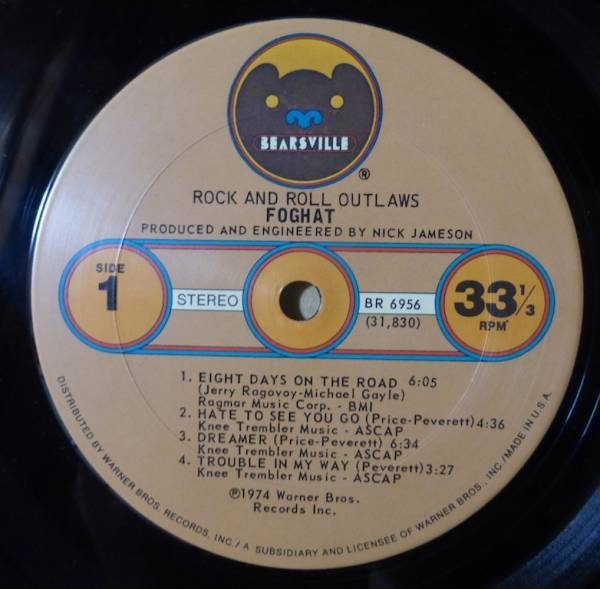 BEARSVILLE
®
ROCK AND ROLL OUTLAWS
FOGHAT
PRODUCED AND ENGINEERED BY NICK JAMESON
SIDE
1
STEREO
BR 6956
(31,830)
33 1/3
RPM
1. EIGHT DAYS ON THE ROAD 6:05
(Jerry Ragovoy-Michael Gayle)
Ragmar Music Corp. - BMI
2. HATE TO SEE YOU GO (Price-Peverett) 4:36
Knee Trembler Music - ASCAP
3. DREAMER (Price-Peverett) 6:34
Knee Trembler Music - ASCAP
4. TROUBLE IN MY WAY (Peverett) 3:27
Knee Trembler Music - ASCAP
℗1974 Warner Bros.
Records Inc.
DISTRIBUTED BY WARNER BROS. RECORDS, INC./A SUBSIDIARY AND LICENSEE OF WARNER BROS., INC./MADE IN U.S.A.